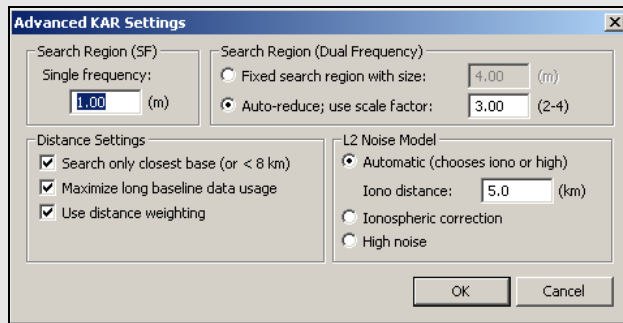 Advanced KAR Settings
Search Region (SF)
Single frequency:
1.00 (m)
Search Region (Dual Frequency)
Fixed search region with size: 4.00 (m)
Auto-reduce; use scale factor: 3.00 (2-4)
Distance Settings
Search only closest base (or < 8 km)
Maximize long baseline data usage
Use distance weighting
L2 Noise Model
Automatic (chooses iono or high)
Iono distance: 5.0 (km)
Ionospheric correction
High noise
OK Cancel